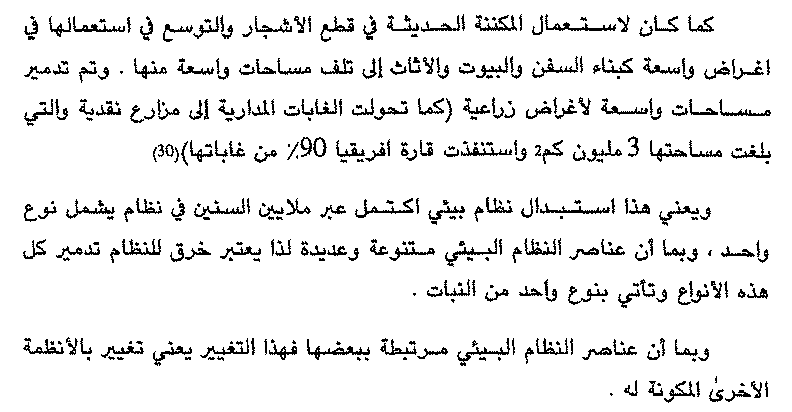 كما كان لاستعمال المكننة الحديثة في قطع الأشجار والتوسع في استعمالها في
اغراض واسعة كبناء السفن والبيوت والأثاث إلى تلف مساحات واسعة منها . وتم تدمير
مساحات واسعة لأغراض زراعية (كما تحولت الغابات المدارية إلى مزارع نقدية والتي
بلغت مساحتها 3 مليون كم2 واستنفذت قارة افريقيا 90٪ من غاباتها)(30)
ويعني هذا استبدال نظام بيئي اكتمل عبر ملايين السنين في نظام يشمل نوع
واحد ، وبما أن عناصر النظام البيئي متنوعة وعديدة لذا يعتبر خرق للنظام تدمير كل
هذه الأنواع وتأتي بنوع واحد من النبات .
وبما أن عناصر النظام البيئي مرتبطة ببعضها فهذا التغيير يعني تغيير بالأنظمة
الأخرىٰ المكونة له .